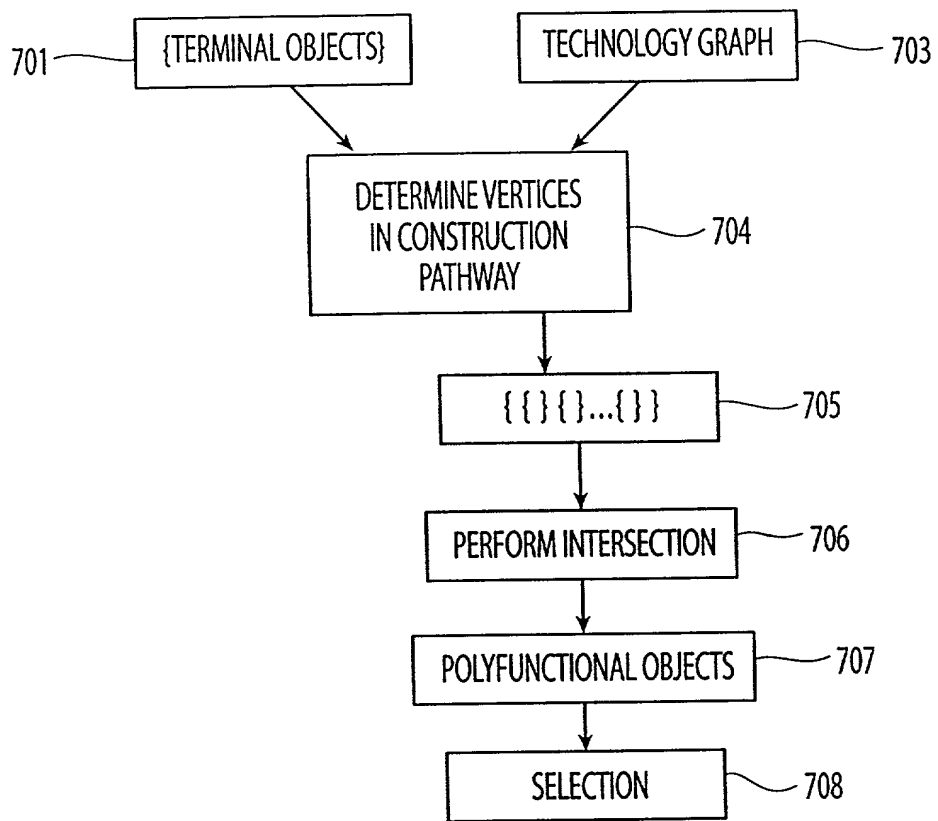 701
{TERMINAL OBJECTS}
TECHNOLOGY GRAPH
703
DETERMINE VERTICES
IN CONSTRUCTION
PATHWAY
704
{ { } { }...{ } }
705
PERFORM INTERSECTION
706
POLYFUNCTIONAL OBJECTS
707
SELECTION
708